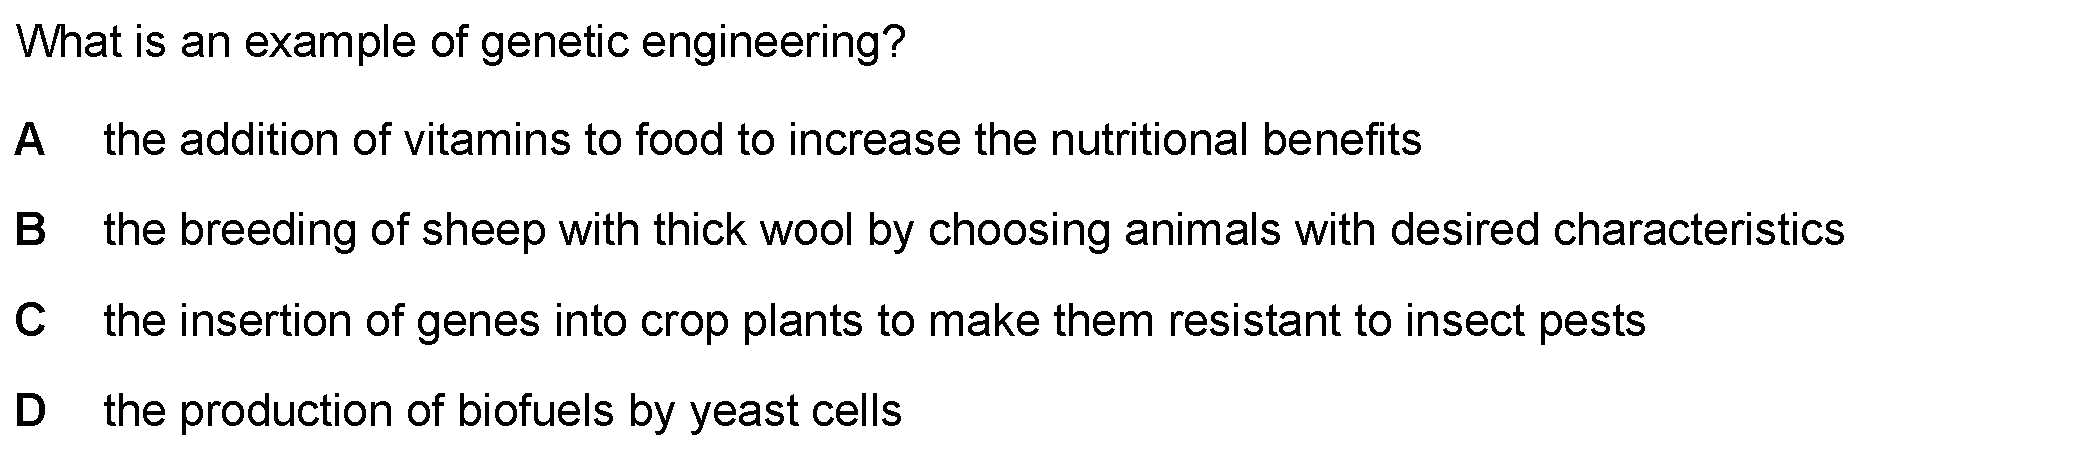 What is an example of genetic engineering?
A the addition of vitamins to food to increase the nutritional benefits
B the breeding of sheep with thick wool by choosing animals with desired characteristics
C the insertion of genes into crop plants to make them resistant to insect pests
D the production of biofuels by yeast cells